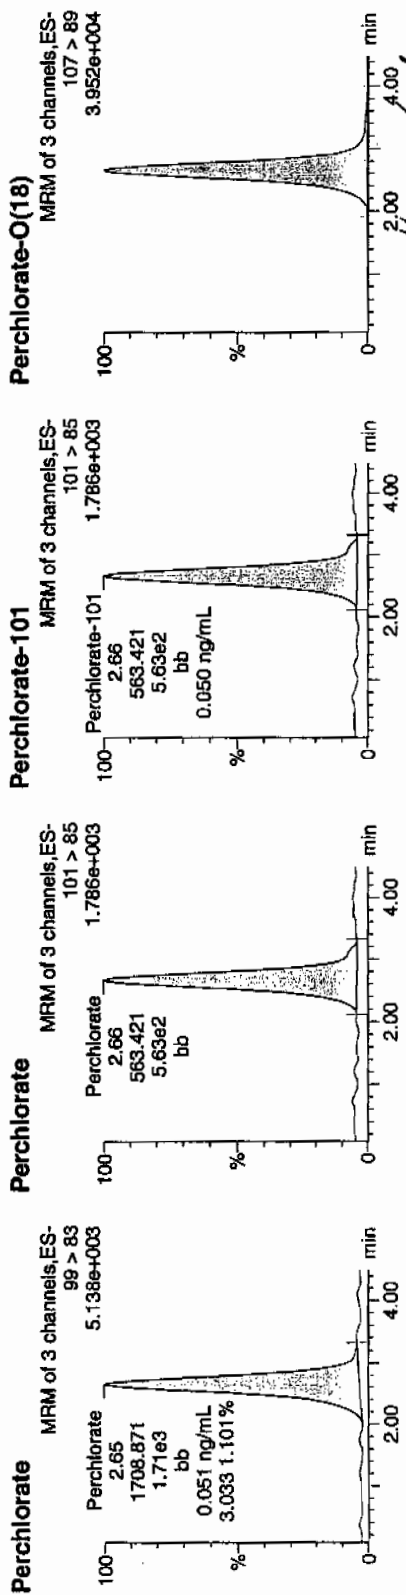 Perchlorate
MRM of 3 channels,ES-
99 > 83
5.138e+003
100
Perchlorate
2.65
1708.871
1.71e3
bb
0.051 ng/mL
3.033 1.101%
%
0
2.00
4.00
min
Perchlorate
MRM of 3 channels,ES-
101 > 85
1.786e+003
100
Perchlorate
2.66
563.421
5.63e2
bb
%
0
2.00
4.00
min
Perchlorate-101
MRM of 3 channels,ES-
101 > 85
1.786e+003
100
Perchlorate-101
2.66
563.421
5.63e2
bb
0.050 ng/mL
%
0
2.00
4.00
min
Perchlorate-O(18)
MRM of 3 channels,ES-
107 > 89
3.952e+004
100
%
0
2.00
4.00
min